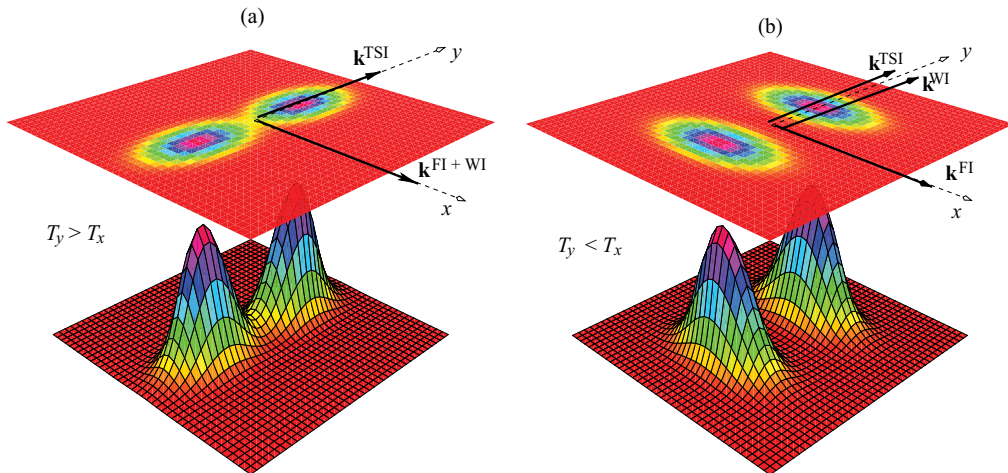 (a)
k^TSI
y
k^FI + WI
x
T_y > T_x
(b)
k^TSI
y
k^WI
k^FI
x
T_y < T_x